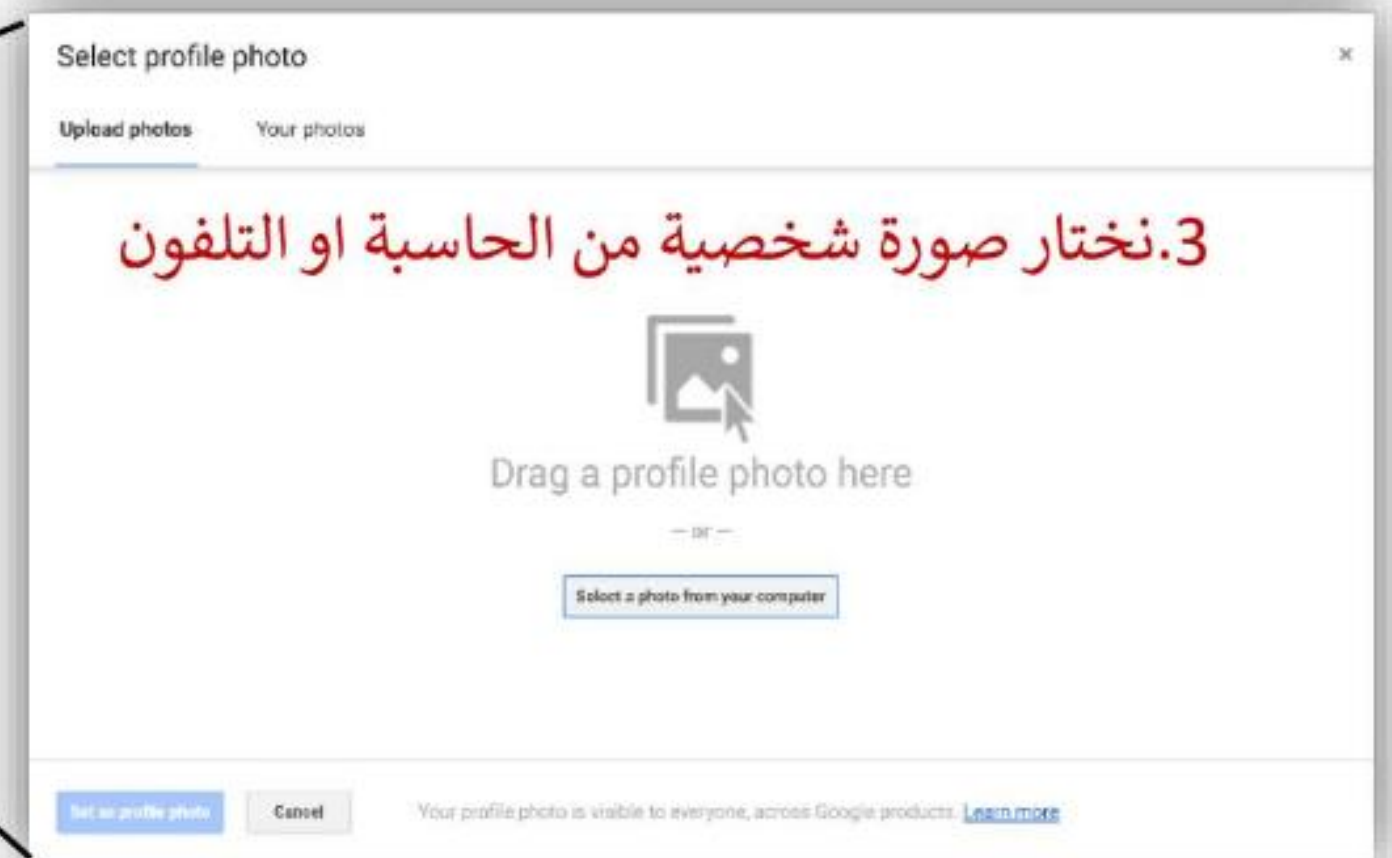 Select profile photo ×
Upload photos Your photos
3.نختار صورة شخصية من الحاسبة او التلفون
Drag a profile photo here
— or —
Select a photo from your computer
Set as profile photo Cancel Your profile photo is visible to everyone, across Google products. Learn more